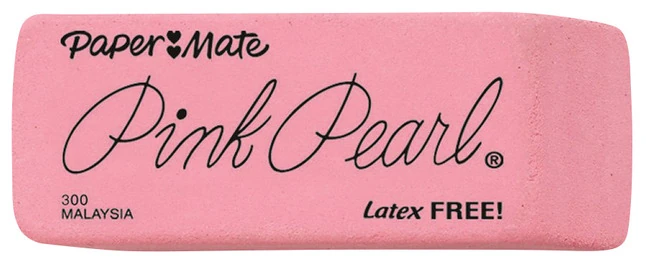 Paper♥Mate
Pink Pearl®
300
MALAYSIA
Latex FREE!